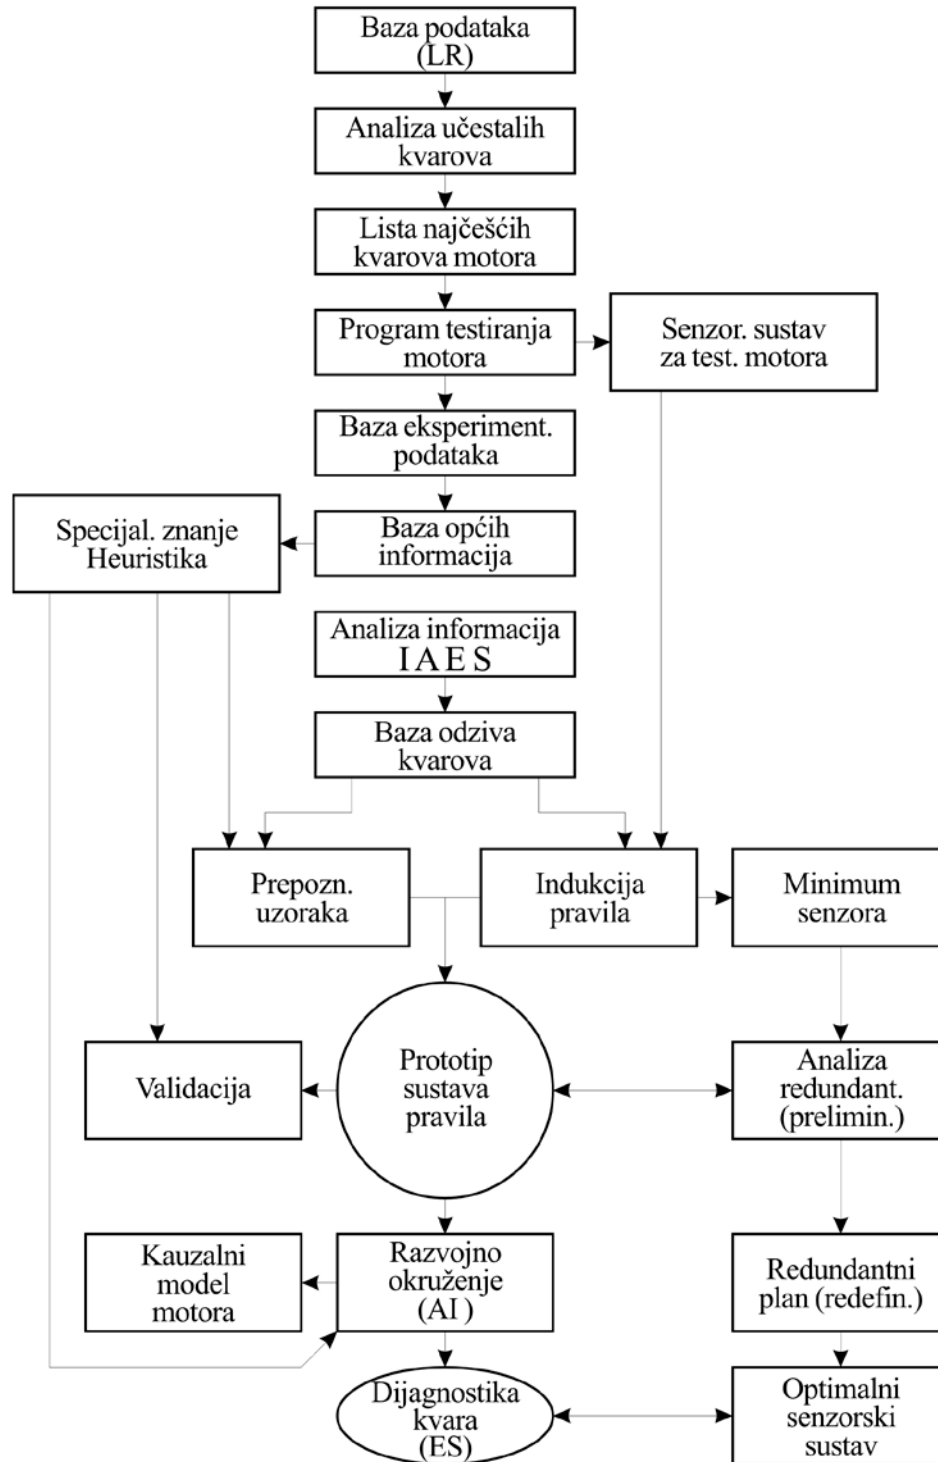 Baza podataka
(LR)
Analiza učestalih
kvarova
Lista najčešćih
kvarova motora
Program testiranja
motora
Senzor. sustav
za test. motora
Baza eksperiment.
podataka
Specijal. znanje
Heuristika
Baza općih
informacija
Analiza informacija
I A E S
Baza odziva
kvarova
Prepozn.
uzoraka
Indukcija
pravila
Minimum
senzora
Validacija
Prototip
sustava
pravila
Analiza
redundant.
(prelimin.)
Kauzalni
model
motora
Razvojno
okruženje
(AI )
Redundantni
plan (redefin.)
Dijagnostika
kvara
(ES)
Optimalni
senzorski
sustav